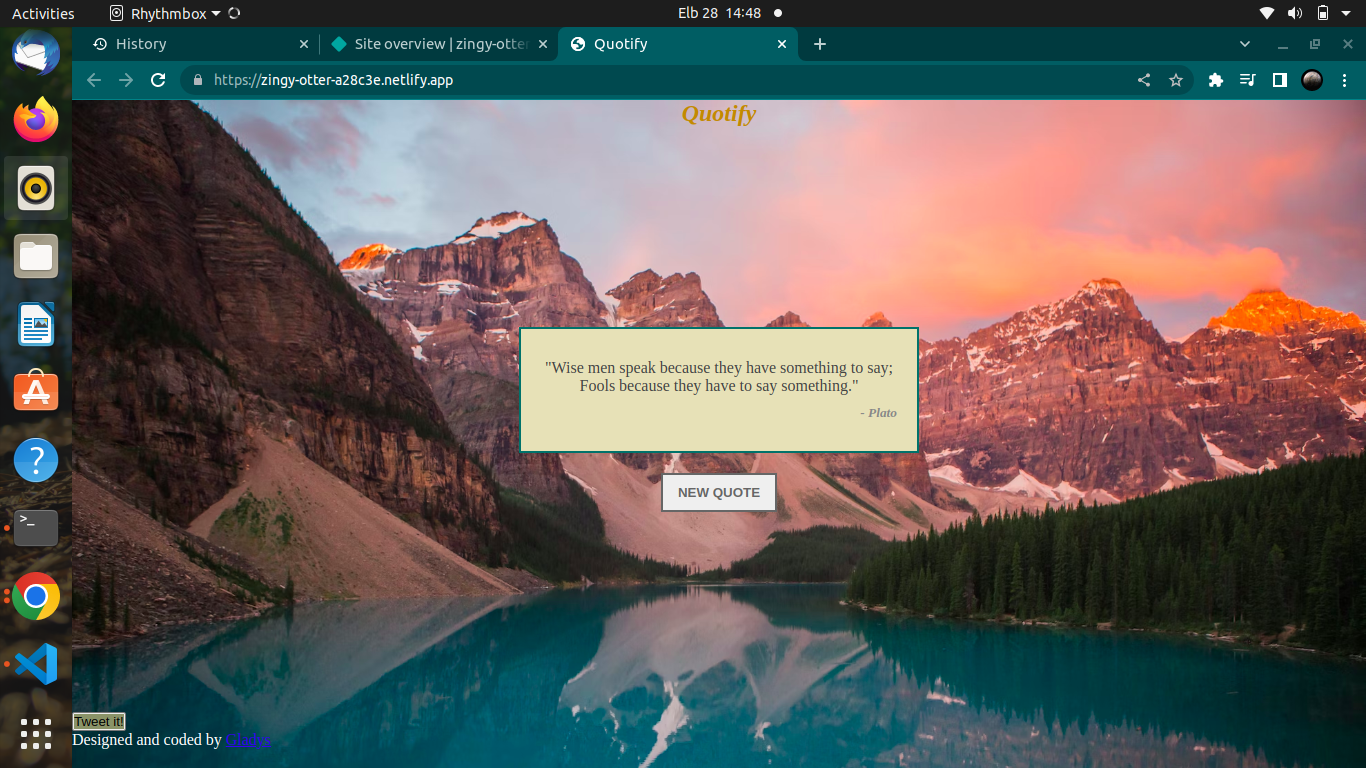 Activities
Rhythmbox
Elb 28 14:48
History
Site overview | zingy-otter
Quotify
https://zingy-otter-a28c3e.netlify.app
Quotify
"Wise men speak because they have something to say;
Fools because they have to say something."
- Plato
NEW QUOTE
Tweet it!
Designed and coded by Gladys